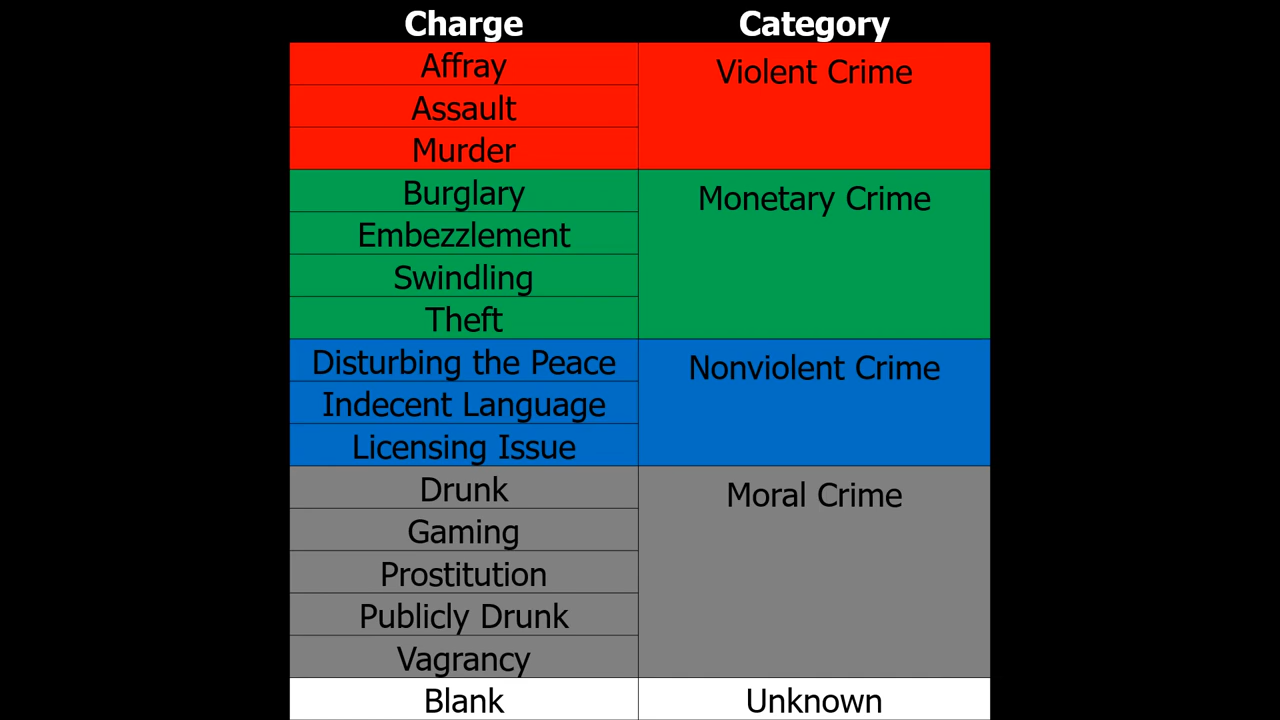 Charge Category
Affray Violent Crime
Assault
Murder
Burglary Monetary Crime
Embezzlement
Swindling
Theft
Disturbing the Peace Nonviolent Crime
Indecent Language
Licensing Issue
Drunk Moral Crime
Gaming
Prostitution
Publicly Drunk
Vagrancy
Blank Unknown